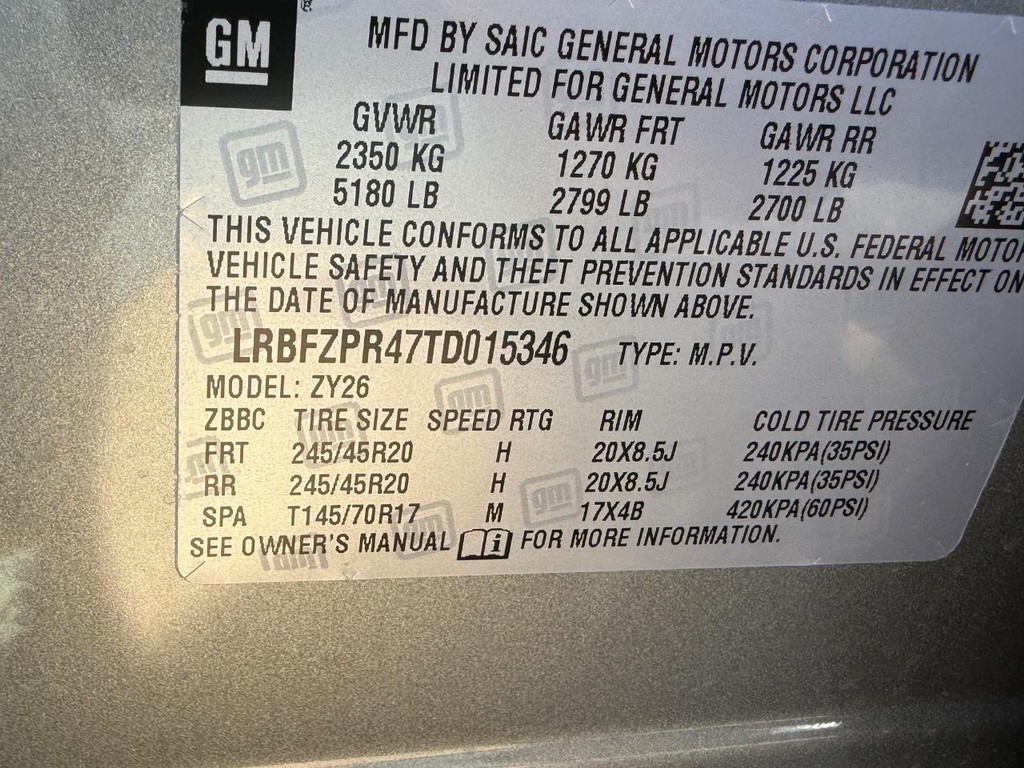 GM
MFD BY SAIC GENERAL MOTORS CORPORATION
LIMITED FOR GENERAL MOTORS LLC
GVWR GAWR FRT GAWR RR
2350 KG 1270 KG 1225 KG
5180 LB 2799 LB 2700 LB
THIS VEHICLE CONFORMS TO ALL APPLICABLE U.S. FEDERAL MOTOR
VEHICLE SAFETY AND THEFT PREVENTION STANDARDS IN EFFECT ON
THE DATE OF MANUFACTURE SHOWN ABOVE.
LRBFZPR47TD015346 TYPE: M.P.V.
MODEL: ZY26
ZBBC TIRE SIZE SPEED RTG RIM COLD TIRE PRESSURE
FRT 245/45R20 H 20X8.5J 240KPA(35PSI)
RR 245/45R20 H 20X8.5J 240KPA(35PSI)
SPA T145/70R17 M 17X4B 420KPA(60PSI)
SEE OWNER'S MANUAL FOR MORE INFORMATION.